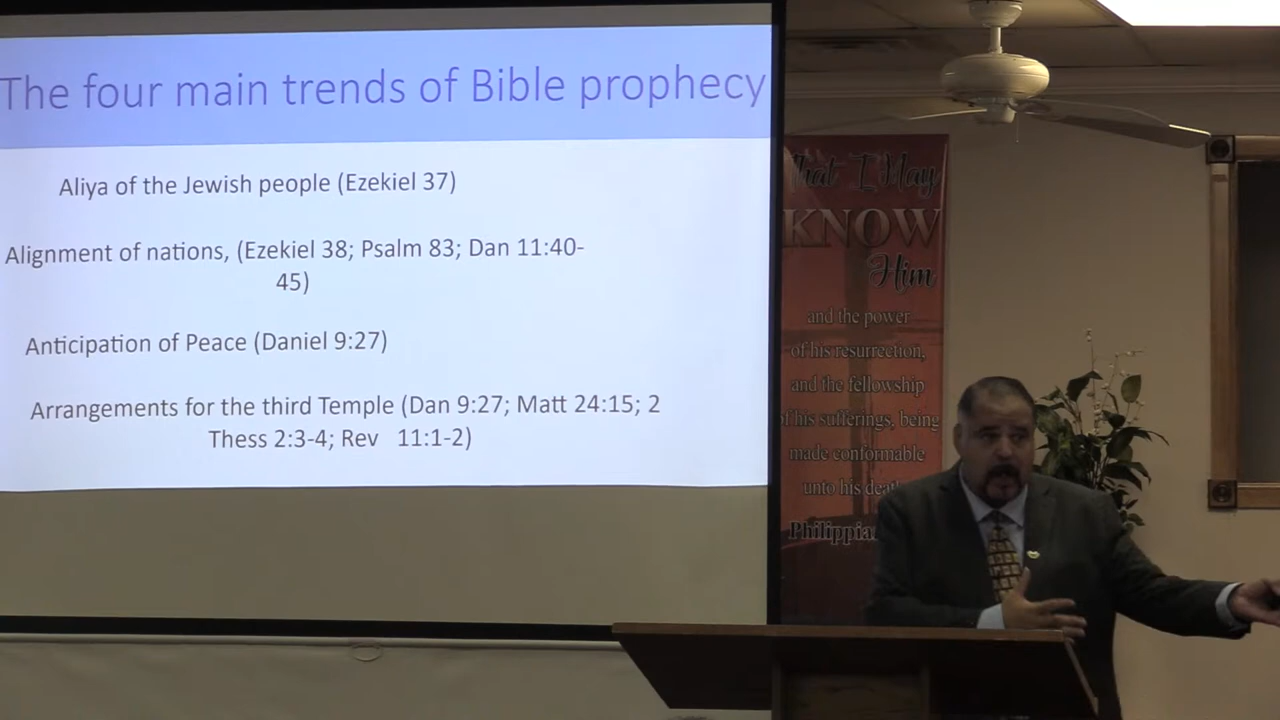 The four main trends of Bible prophecy
Aliya of the Jewish people (Ezekiel 37)
Alignment of nations, (Ezekiel 38; Psalm 83; Dan 11:40-
45)
Anticipation of Peace (Daniel 9:27)
Arrangements for the third Temple (Dan 9:27; Matt 24:15; 2
Thess 2:3-4; Rev 11:1-2)
That I May
KNOW
Him
and the power
of his resurrection,
and the fellowship
of his sufferings, being
made conformable
unto his death